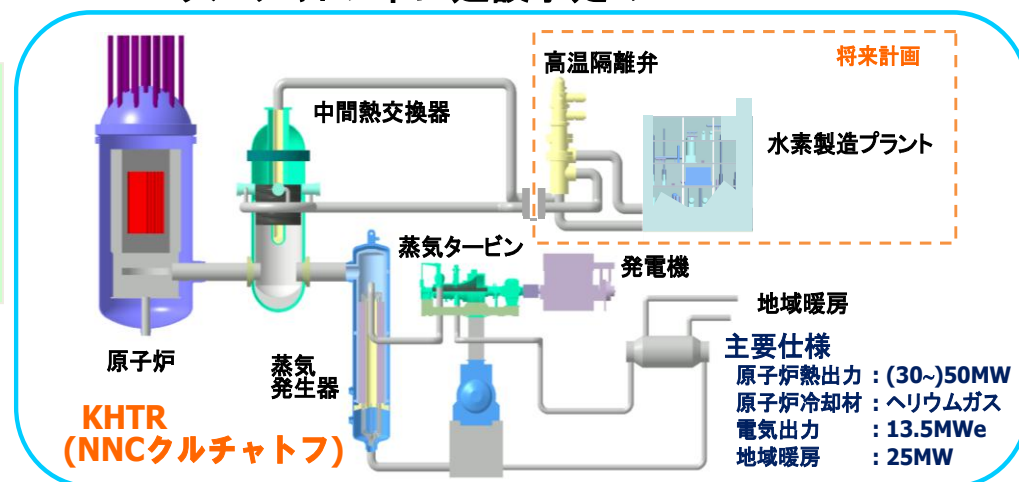 高温隔離弁
将来計画
中間熱交換器
水素製造プラント
蒸気タービン
発電機
地域暖房
原子炉
蒸気
発生器
主要仕様
原子炉熱出力 : (30~)50MW
原子炉冷却材 : ヘリウムガス
電気出力 : 13.5MWe
地域暖房 : 25MW
KHTR
(NNCクルチャトフ)